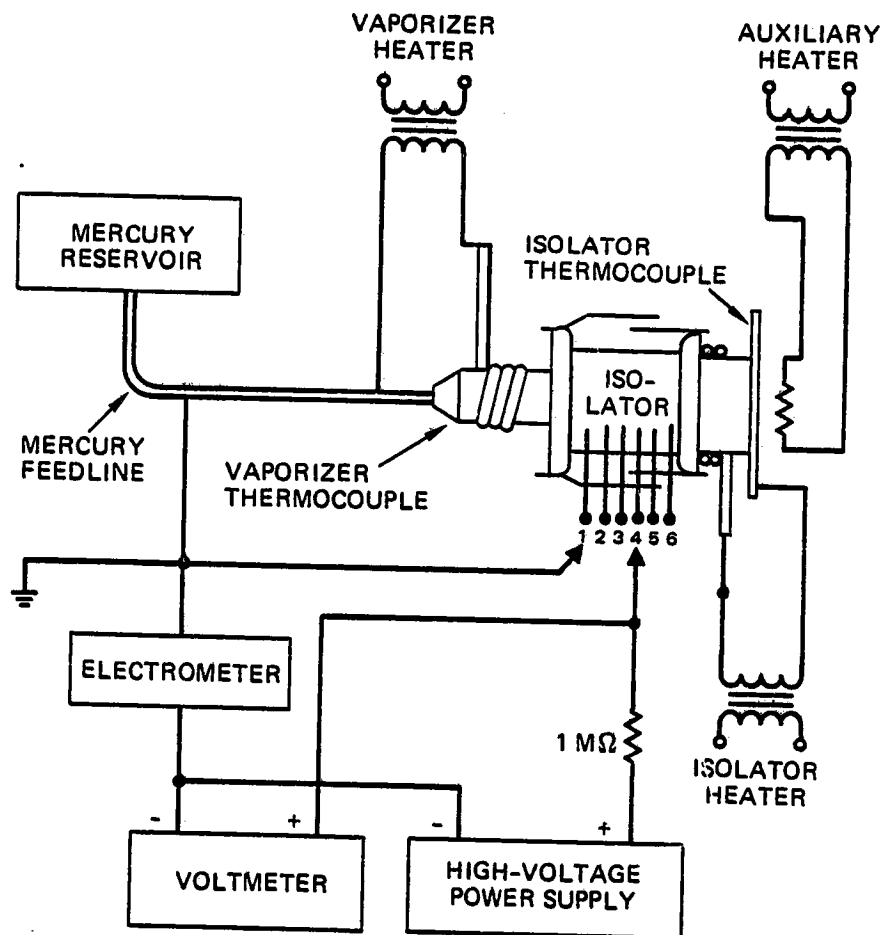 VAPORIZER
HEATER
AUXILIARY
HEATER
MERCURY
RESERVOIR
ISOLATOR
THERMOCOUPLE
ISO-
LATOR
MERCURY
FEEDLINE
VAPORIZER
THERMOCOUPLE
1 2 3 4 5 6
ELECTROMETER
1 MΩ
ISOLATOR
HEATER
- + - +
VOLTMETER
HIGH-VOLTAGE
POWER SUPPLY